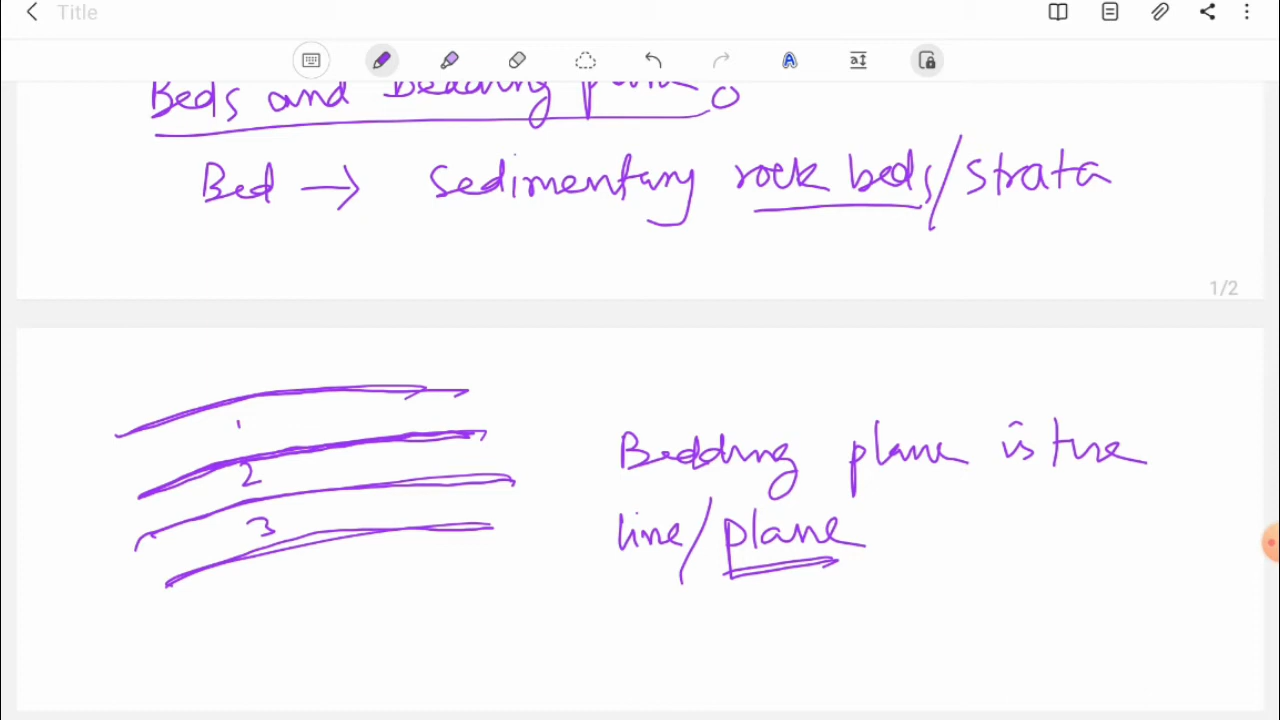 Title
Beds and Bedding plane
Bed → sedimentary rock beds/strata
1/2
1
2
3
Bedding plane is the
line/plane